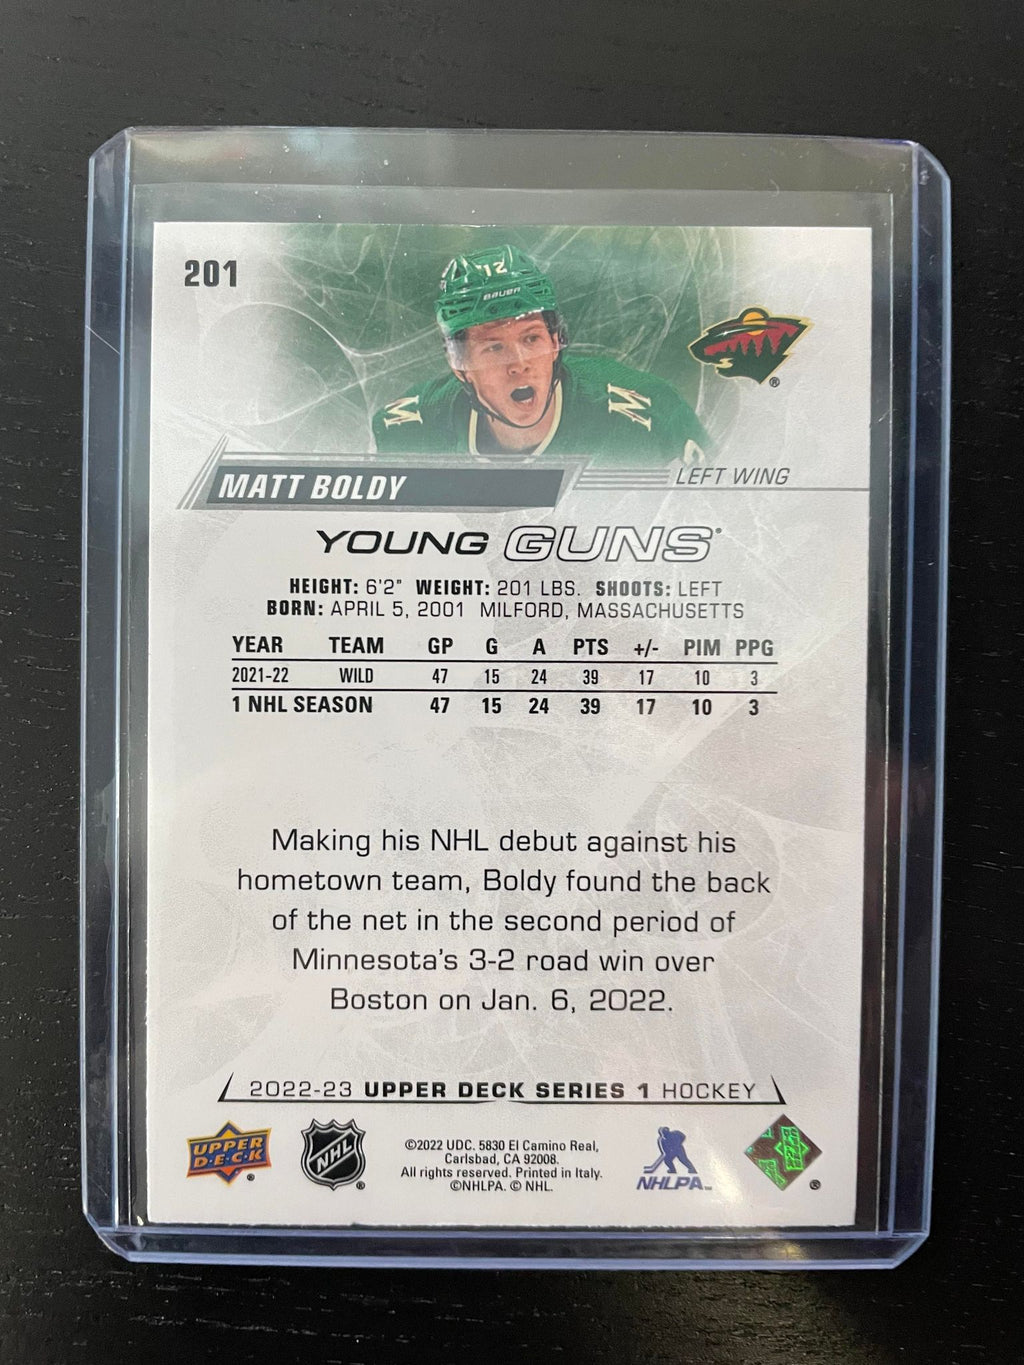 201
12
BAUER
M M
MATT BOLDY
LEFT WING
YOUNG GUNS®
HEIGHT: 6'2" WEIGHT: 201 LBS. SHOOTS: LEFT
BORN: APRIL 5, 2001 MILFORD, MASSACHUSETTS
YEAR TEAM GP G A PTS +/- PIM PPG
2021-22 WILD 47 15 24 39 17 10 3
1 NHL SEASON 47 15 24 39 17 10 3
Making his NHL debut against his
hometown team, Boldy found the back
of the net in the second period of
Minnesota's 3-2 road win over
Boston on Jan. 6, 2022.
2022-23 UPPER DECK SERIES 1 HOCKEY
UPPER
D·E·C·K
NHL
©2022 UDC. 5830 El Camino Real,
Carlsbad, CA 92008.
All rights reserved. Printed in Italy.
©NHLPA. © NHL.
NHLPA™